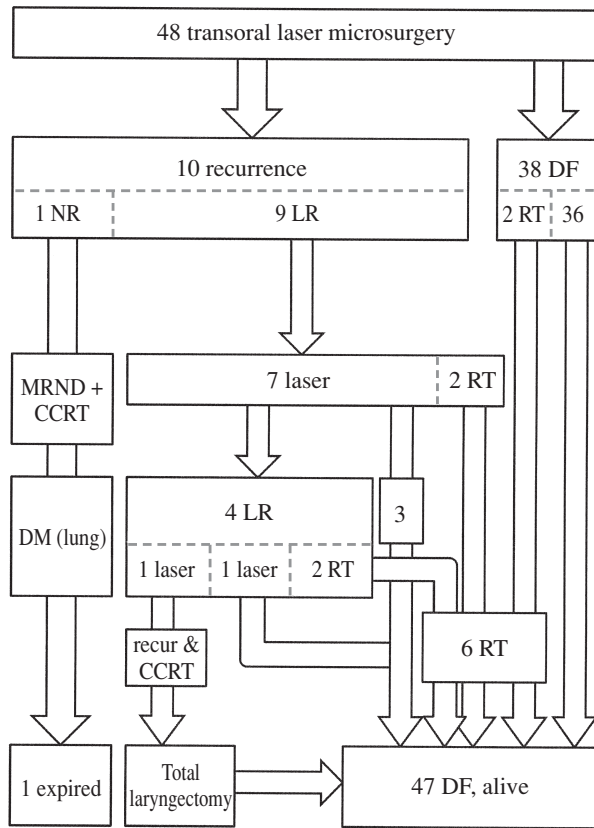 48 transoral laser microsurgery
10 recurrence
38 DF
1 NR
9 LR
2 RT
36
MRND +
CCRT
7 laser
2 RT
DM (lung)
4 LR
3
1 laser
1 laser
2 RT
recur &
CCRT
6 RT
1 expired
Total
laryngectomy
47 DF, alive